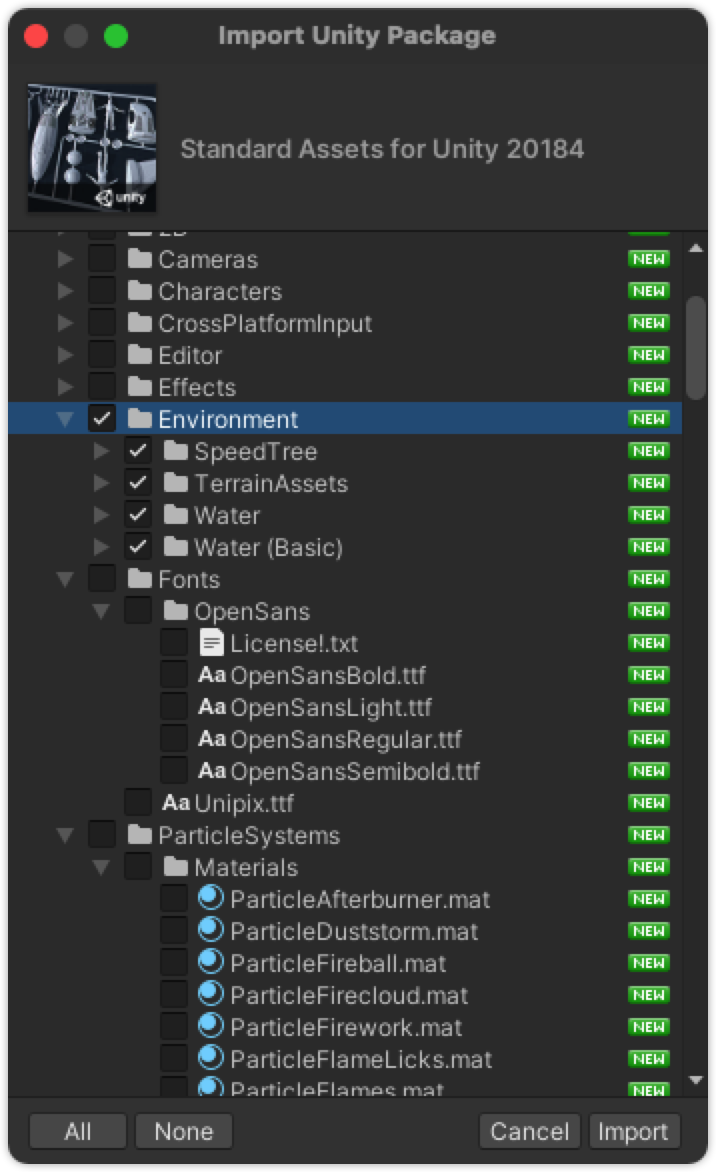 Import Unity Package
unity
Standard Assets for Unity 20184
2D
Cameras NEW
Characters NEW
CrossPlatformInput NEW
Editor NEW
Effects NEW
Environment NEW
SpeedTree NEW
TerrainAssets NEW
Water NEW
Water (Basic) NEW
Fonts NEW
OpenSans NEW
License!.txt NEW
Aa OpenSansBold.ttf NEW
Aa OpenSansLight.ttf NEW
Aa OpenSansRegular.ttf NEW
Aa OpenSansSemibold.ttf NEW
Aa Unipix.ttf NEW
ParticleSystems NEW
Materials NEW
ParticleAfterburner.mat NEW
ParticleDuststorm.mat NEW
ParticleFireball.mat NEW
ParticleFirecloud.mat NEW
ParticleFirework.mat NEW
ParticleFlameLicks.mat NEW
ParticleFlames.mat NEW
All None Cancel Import